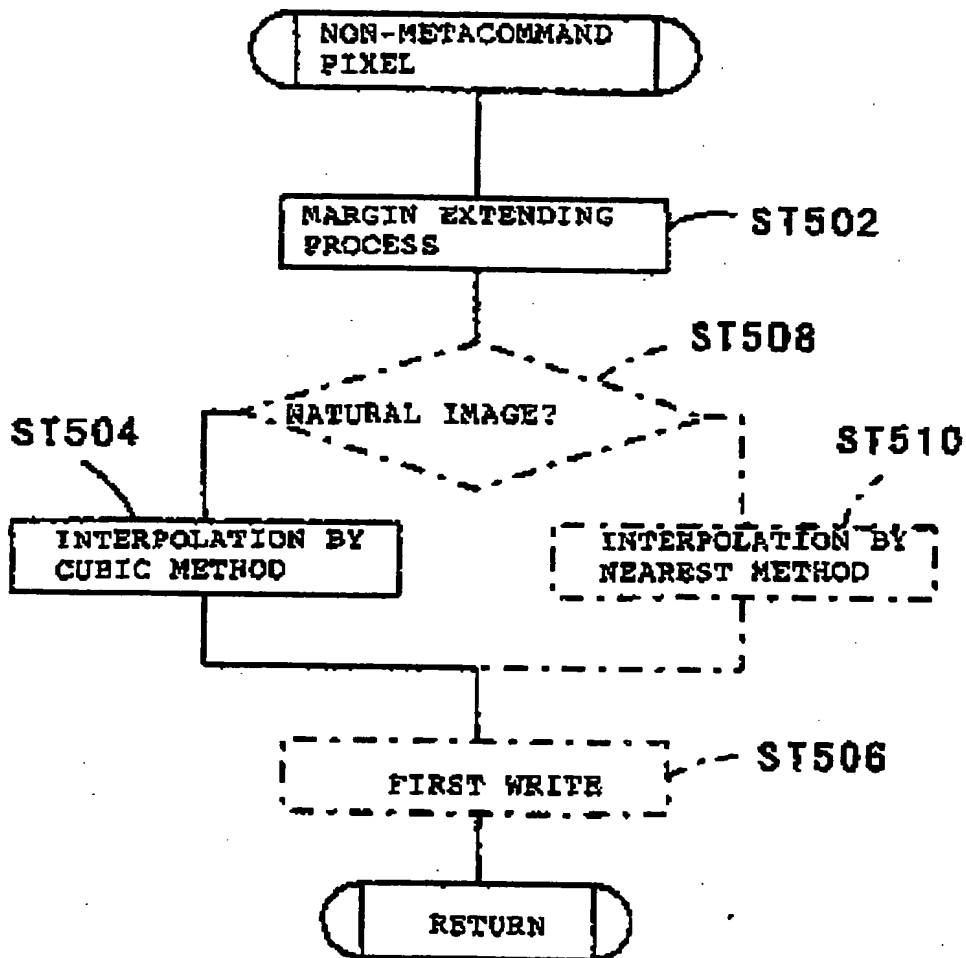 NON-METACOMMAND
PIXEL
MARGIN EXTENDING
PROCESS
ST502
ST508
NATURAL IMAGE?
ST504
ST510
INTERPOLATION BY
CUBIC METHOD
INTERPOLATION BY
NEAREST METHOD
ST506
FIRST WRITE
RETURN